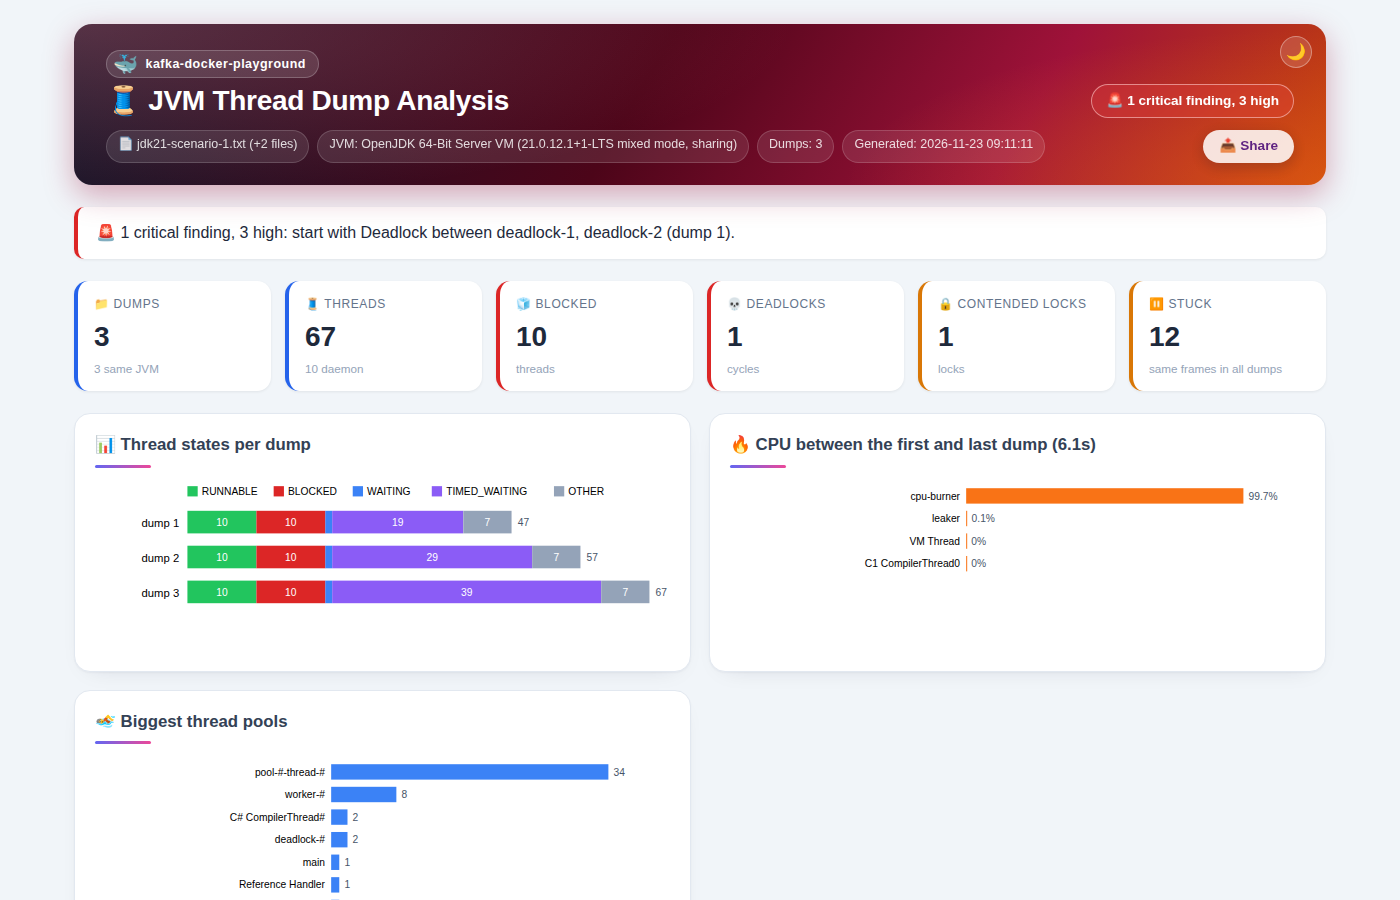 kafka-docker-playground
JVM Thread Dump Analysis
1 critical finding, 3 high
jdk21-scenario-1.txt (+2 files)
JVM: OpenJDK 64-Bit Server VM (21.0.12.1+1-LTS mixed mode, sharing)
Dumps: 3
Generated: 2026-11-23 09:11:11
Share
1 critical finding, 3 high: start with Deadlock between deadlock-1, deadlock-2 (dump 1).
DUMPS
3
3 same JVM
THREADS
67
10 daemon
BLOCKED
10
threads
DEADLOCKS
1
cycles
CONTENDED LOCKS
1
locks
STUCK
12
same frames in all dumps
Thread states per dump
RUNNABLE BLOCKED WAITING TIMED_WAITING OTHER
dump 1 10 10 19 7 47
dump 2 10 10 29 7 57
dump 3 10 10 39 7 67
CPU between the first and last dump (6.1s)
cpu-burner 99.7%
leaker 0.1%
VM Thread 0%
C1 CompilerThread0 0%
Biggest thread pools
pool-#-thread-# 34
worker-# 8
C# CompilerThread# 2
deadlock-# 2
main 1
Reference Handler 1